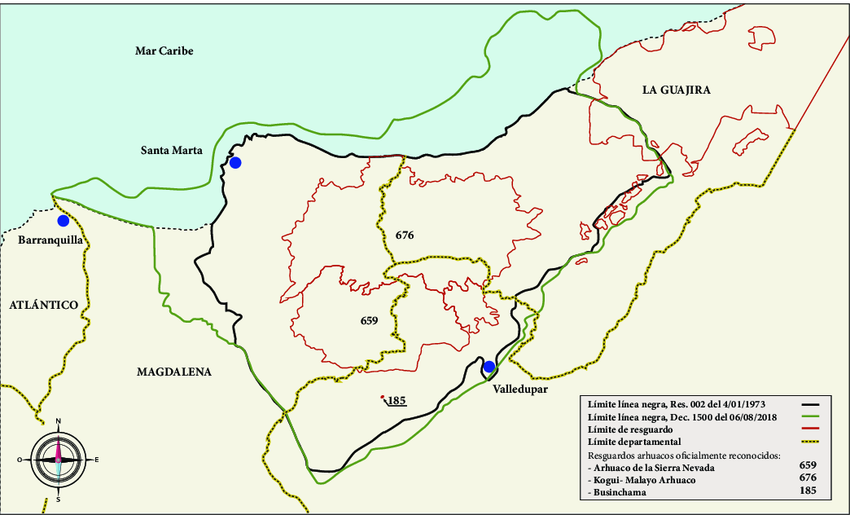 Mar Caribe
LA GUAJIRA
Santa Marta
676
Barranquilla
ATLÁNTICO
659
MAGDALENA
Valledupar
185
N
O
E
S
Límite línea negra, Res. 002 del 4/01/1973
Límite línea negra, Dec. 1500 del 06/08/2018
Límite de resguardo
Límite departamental
Resguardos arhuacos oficialmente reconocidos:
- Arhuaco de la Sierra Nevada 659
- Kogui- Malayo Arhuaco 676
- Businchama 185